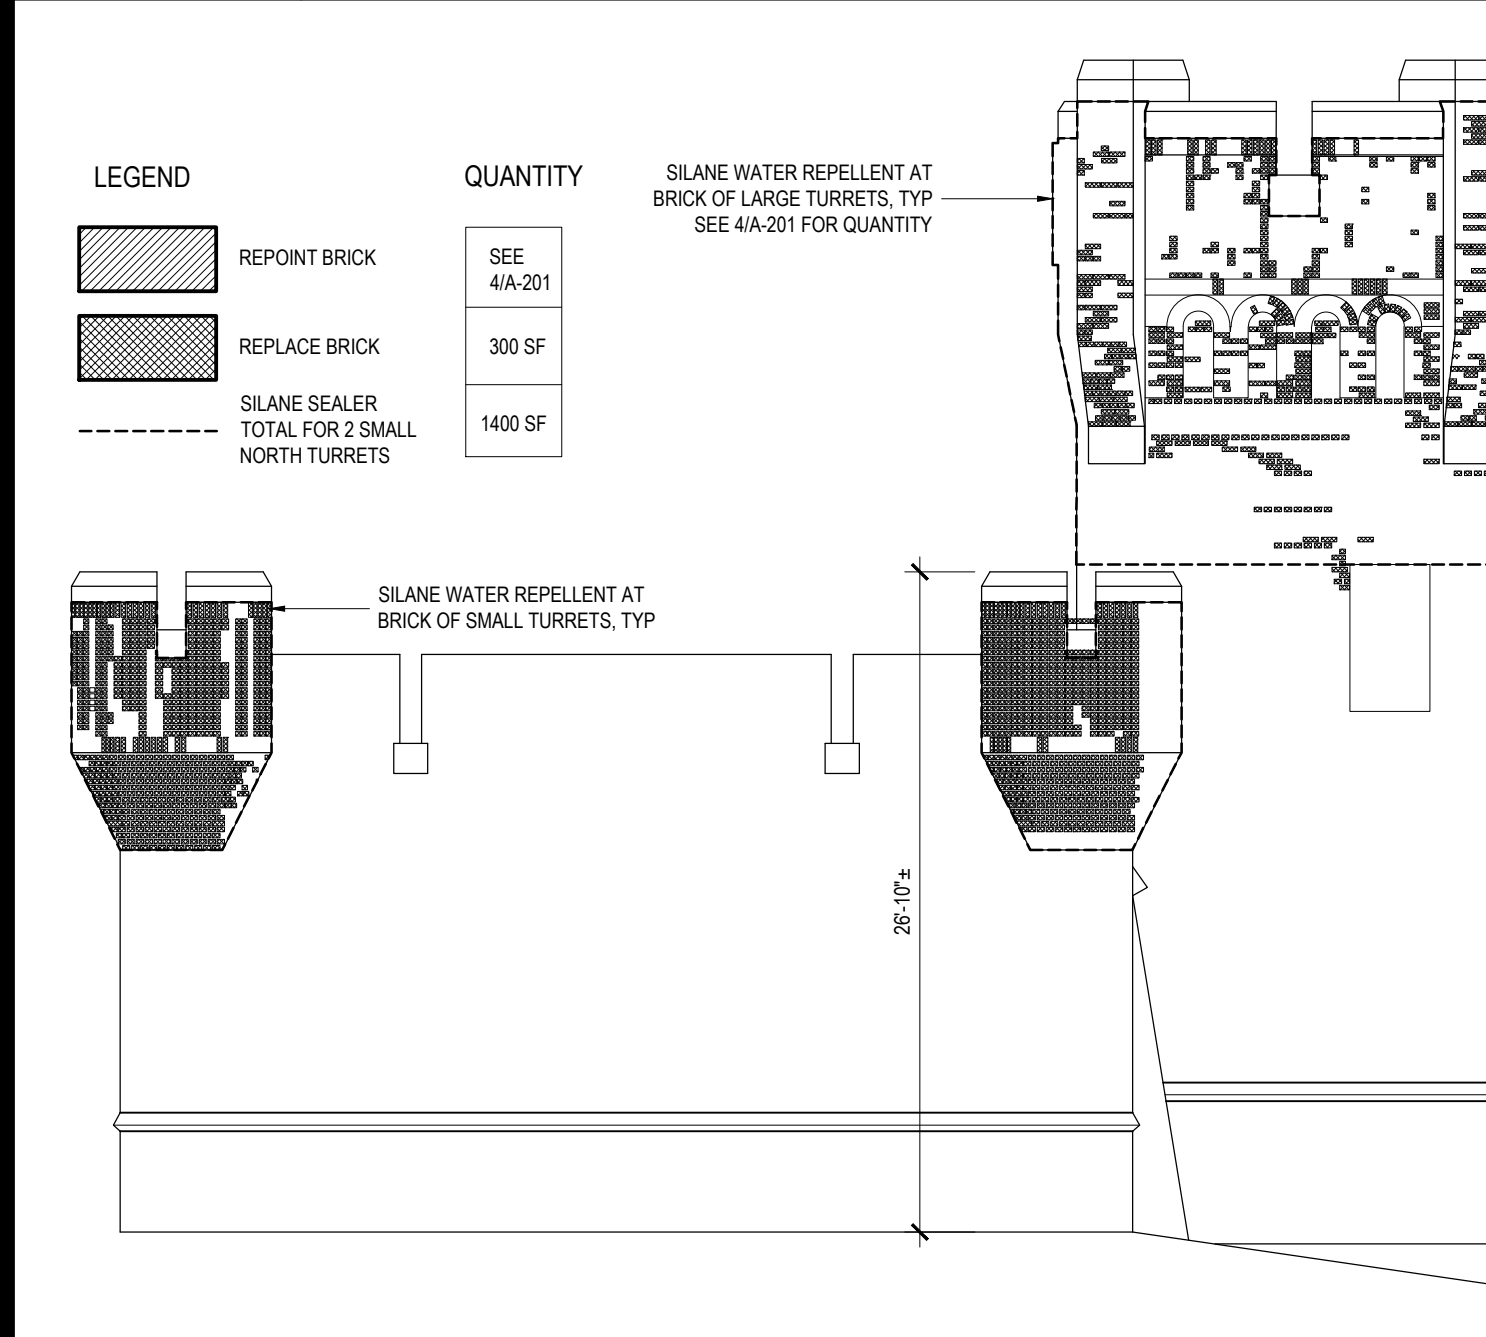 LEGEND
QUANTITY
REPOINT BRICK
SEE
4/A-201
REPLACE BRICK
300 SF
SILANE SEALER
TOTAL FOR 2 SMALL
NORTH TURRETS
1400 SF
SILANE WATER REPELLENT AT
BRICK OF LARGE TURRETS, TYP
SEE 4/A-201 FOR QUANTITY
SILANE WATER REPELLENT AT
BRICK OF SMALL TURRETS, TYP
26'-10"±